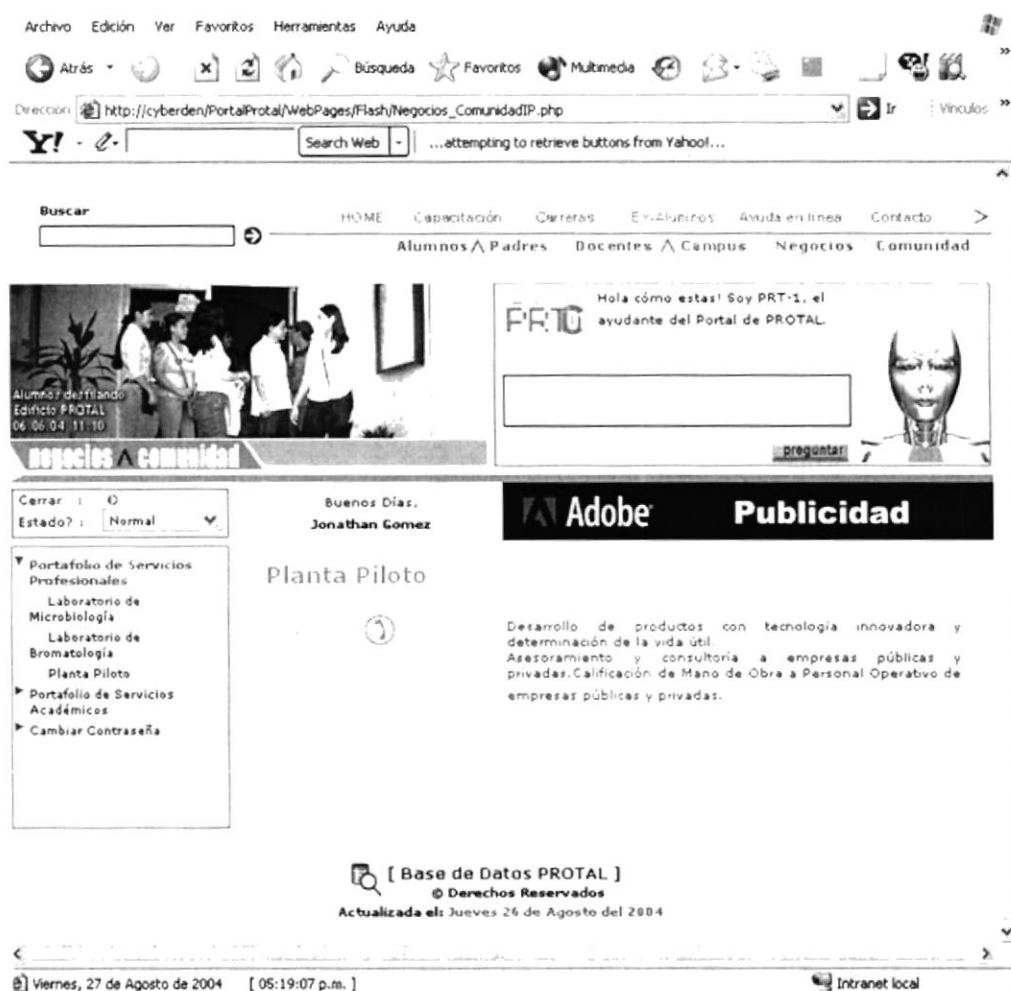 Archivo Edición Ver Favoritos Herramientas Ayuda
Atrás Búsqueda Favoritos Multimedia
Dirección http://cyberden/PortalProtal/WebPages/Flash/Negocios_ComunidadIP.php Ir Vínculos
Y! Search Web ...attempting to retrieve buttons from Yahoo!...
Buscar
HOME Capacitación Carreras Ex-Alumnos Ayuda en línea Contacto >
Alumnos Λ Padres Docentes Λ Campus Negocios Comunidad
Alumnos desfilando
Edificio PROTAL
06.06.04 11:10
negocios Λ comunidad
Hola cómo estas! Soy PRT-1, el
ayudante del Portal de PROTAL.
preguntar
Cerrar :
Estado? : Normal
Buenos Días,
Jonathan Gomez
Adobe Publicidad
Portafolio de Servicios
Profesionales
Laboratorio de
Microbiología
Laboratorio de
Bromatología
Planta Piloto
Portafolio de Servicios
Académicos
Cambiar Contraseña
Planta Piloto
Desarrollo de productos con tecnología innovadora y
determinación de la vida útil.
Asesoramiento y consultoría a empresas públicas y
privadas.Calificación de Mano de Obra a Personal Operativo de
empresas públicas y privadas.
[ Base de Datos PROTAL ]
© Derechos Reservados
Actualizada el: Jueves 26 de Agosto del 2004
Viernes, 27 de Agosto de 2004 [ 05:19:07 p.m. ] Intranet local